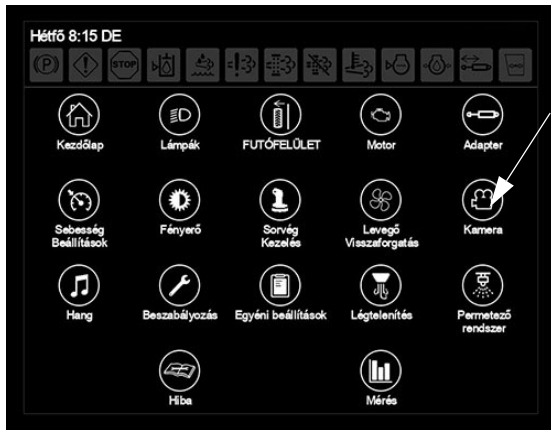 Hétfő 8:15 DE
(P) STOP
Kezdőlap Lámpák FUTÓFELÜLET Motor Adapter
Sebesség Beállítások Fényerő Sorvég Kezelés Levegő Visszaforgatás Kamera
Hang Beszabályozás Egyéni beállítások Légtelenítés Permetező rendszer
Hiba Mérés